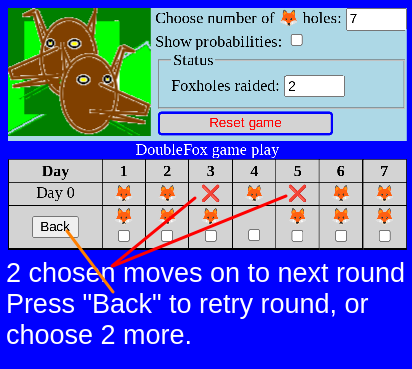 Choose number of 🦊 holes: 7
Show probabilities:
Status
Foxholes raided: 2
Reset game
DoubleFox game play
Day 1 2 3 4 5 6 7
Day 0 🦊 🦊 ❌ 🦊 ❌ 🦊 🦊
Back 🦊 🦊 🦊 🦊 🦊 🦊
2 chosen moves on to next round
Press "Back" to retry round, or
choose 2 more.